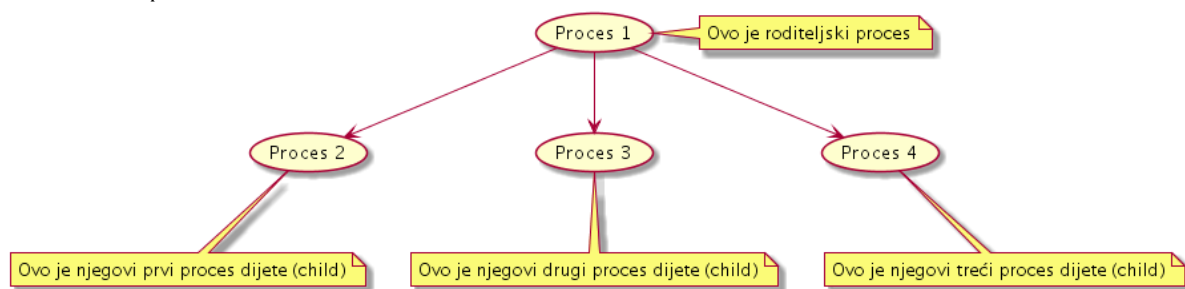 Proces 1
Ovo je roditeljski proces
Proces 2
Proces 3
Proces 4
Ovo je njegovi prvi proces dijete (child)
Ovo je njegovi drugi proces dijete (child)
Ovo je njegovi treći proces dijete (child)